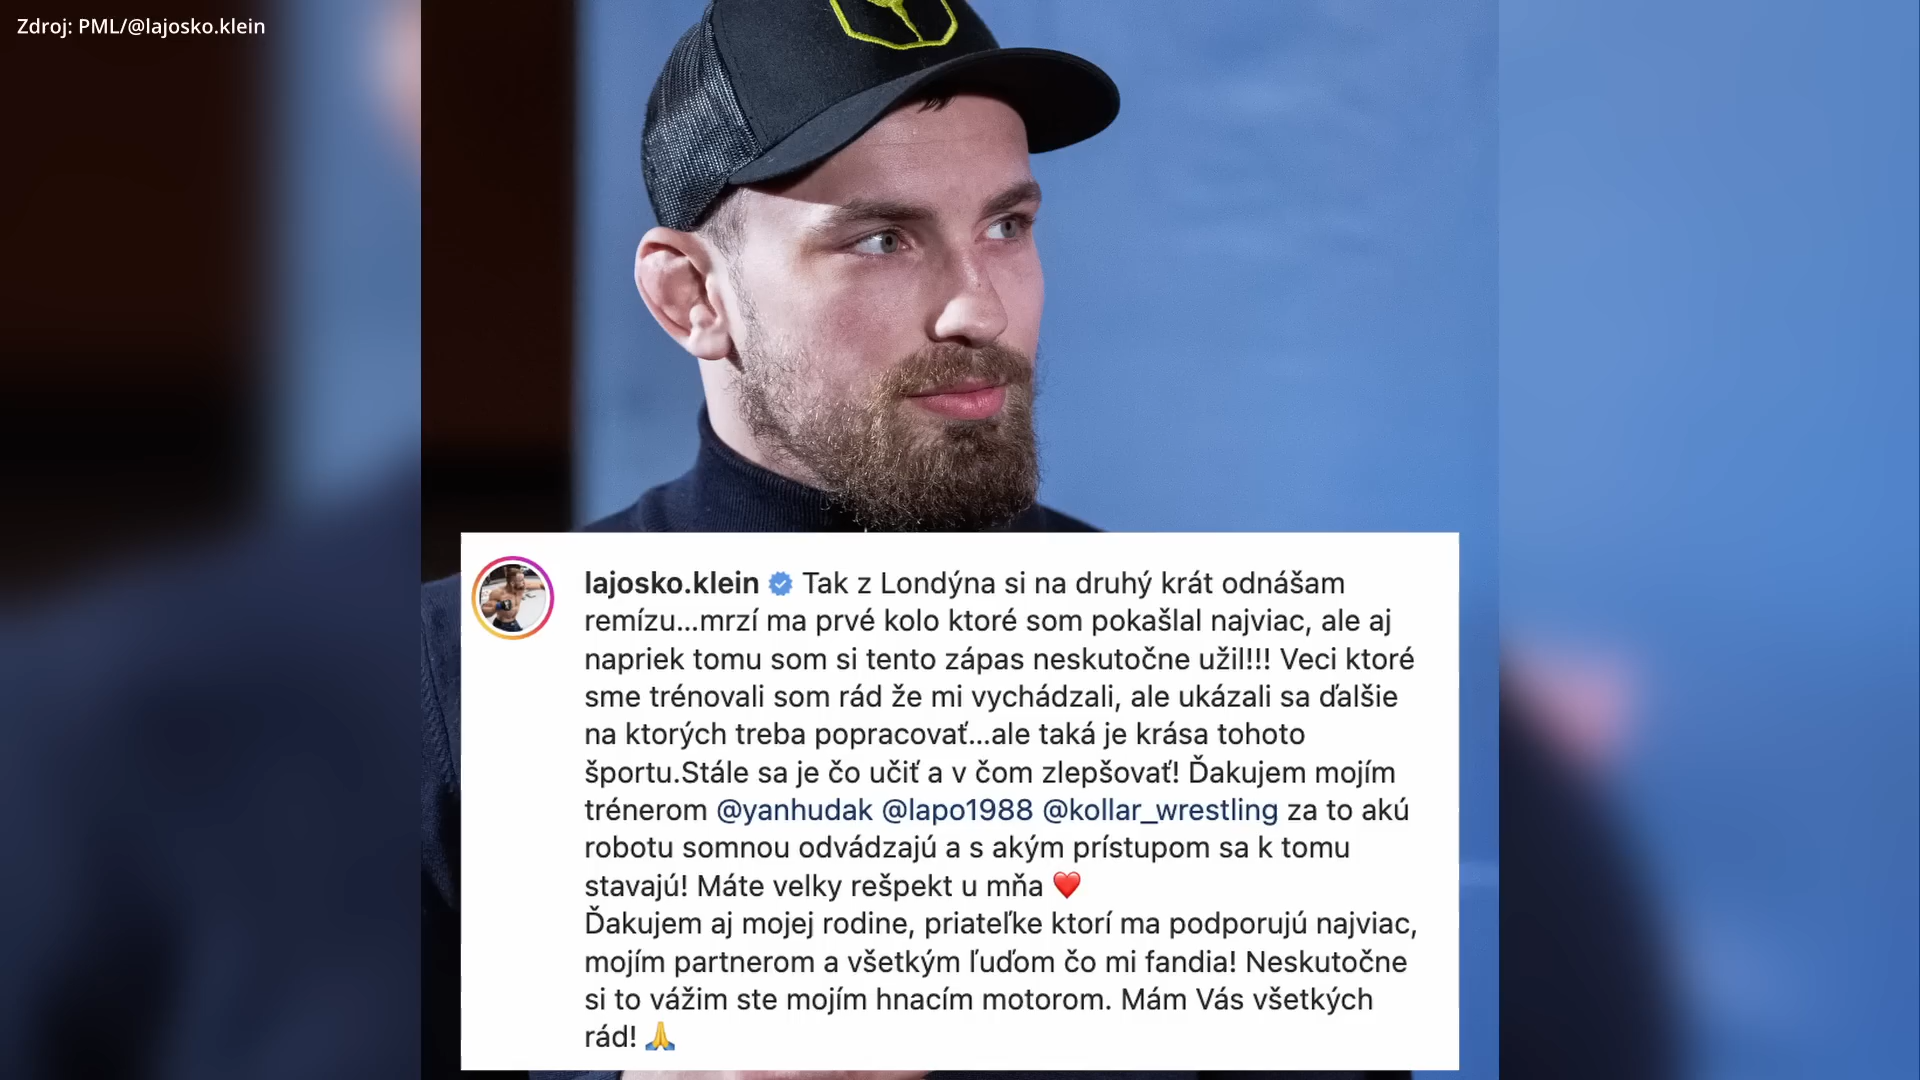 Zdroj: PML/@lajosko.klein
lajosko.klein Tak z Londýna si na druhý krát odnášam
remízu...mrzí ma prvé kolo ktoré som pokašlal najviac, ale aj
napriek tomu som si tento zápas neskutočne užil!!! Veci ktoré
sme trénovali som rád že mi vychádzali, ale ukázali sa ďalšie
na ktorých treba popracovať...ale taká je krása tohoto
športu.Stále sa je čo učiť a v čom zlepšovať! Ďakujem mojím
trénerom @yanhudak @lapo1988 @kollar_wrestling za to akú
robotu somnou odvádzajú a s akým prístupom sa k tomu
stavajú! Máte velky rešpekt u mňa ❤️
Ďakujem aj mojej rodine, priateľke ktorí ma podporujú najviac,
mojím partnerom a všetkým ľuďom čo mi fandia! Neskutočne
si to vážim ste mojím hnacím motorom. Mám Vás všetkých
rád! 🙏